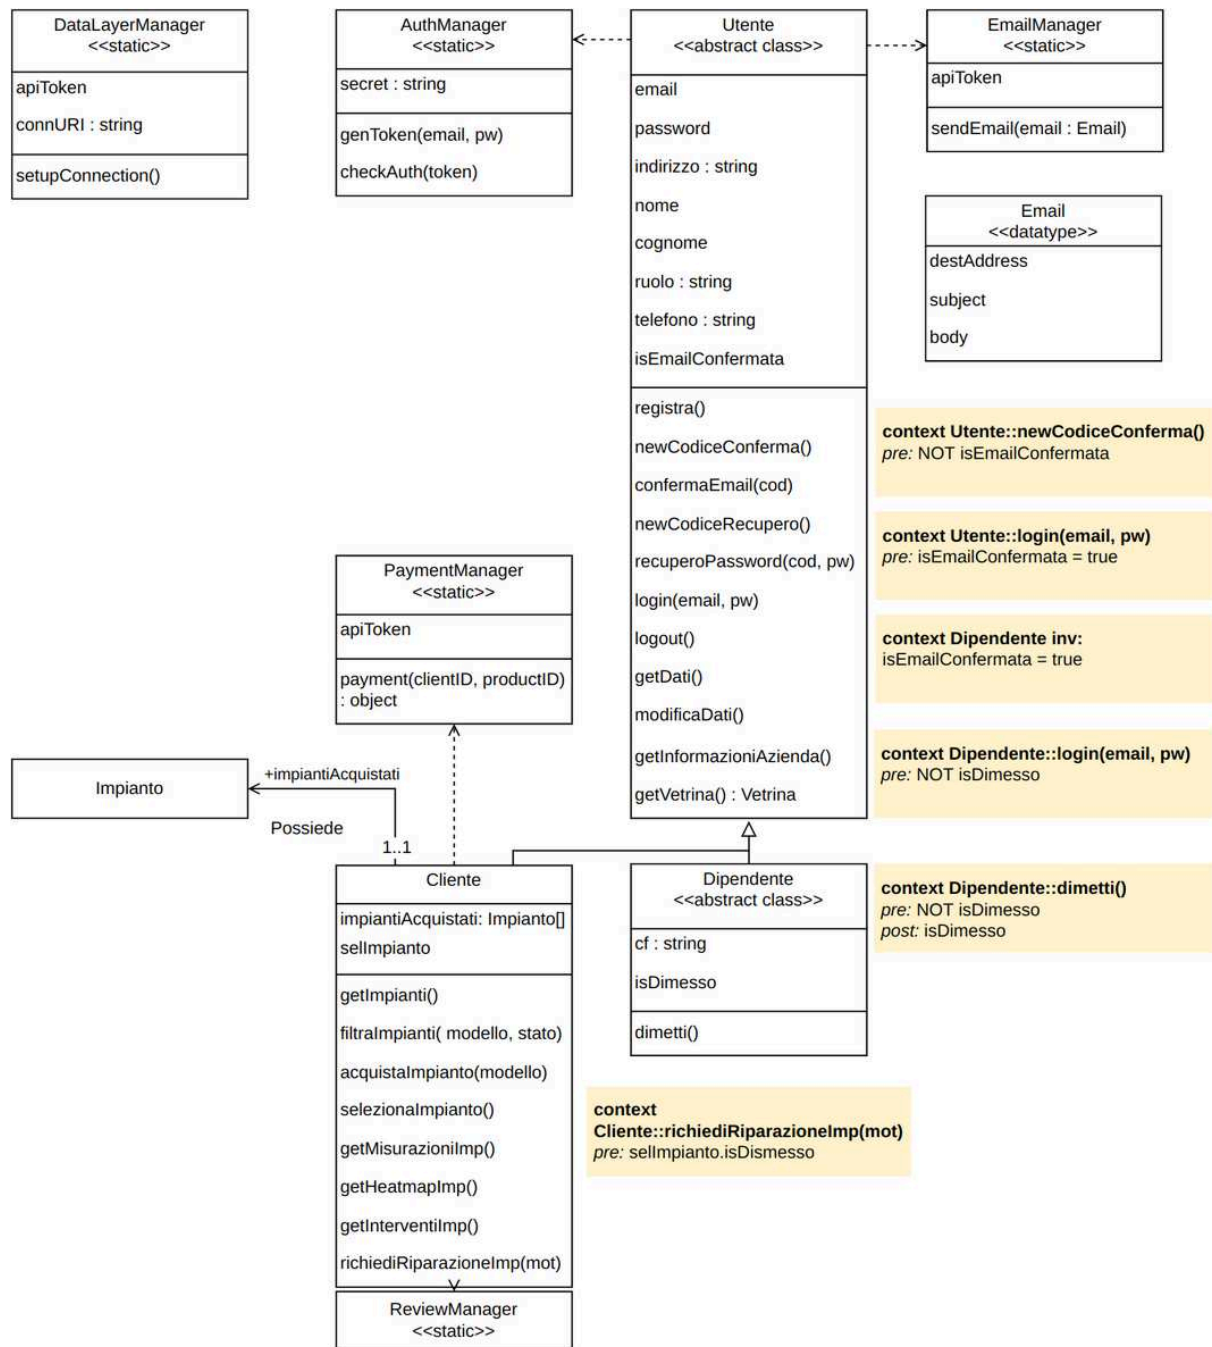 DataLayerManager
<<static>>
apiToken
connURI : string
setupConnection()
AuthManager
<<static>>
secret : string
genToken(email, pw)
checkAuth(token)
Utente
<<abstract class>>
email
password
indirizzo : string
nome
cognome
ruolo : string
telefono : string
isEmailConfermata
registra()
newCodiceConferma()
confermaEmail(cod)
newCodiceRecupero()
recuperoPassword(cod, pw)
login(email, pw)
logout()
getDati()
modificaDati()
getInformazioniAzienda()
getVetrina() : Vetrina
EmailManager
<<static>>
apiToken
sendEmail(email : Email)
Email
<<datatype>>
destAddress
subject
body
context Utente::newCodiceConferma()
pre: NOT isEmailConfermata
context Utente::login(email, pw)
pre: isEmailConfermata = true
context Dipendente inv:
isEmailConfermata = true
context Dipendente::login(email, pw)
pre: NOT isDimesso
context Dipendente::dimetti()
pre: NOT isDimesso
post: isDimesso
PaymentManager
<<static>>
apiToken
payment(clientID, productID)
: object
Impianto
+impiantiAcquistati
Possiede
1..1
Cliente
impiantiAcquistati: Impianto[]
selImpianto
getImpianti()
filtraImpianti( modello, stato)
acquistaImpianto(modello)
selezionaImpianto()
getMisurazioniImp()
getHeatmapImp()
getInterventiImp()
richiediRiparazioneImp(mot)
Dipendente
<<abstract class>>
cf : string
isDimesso
dimetti()
context
Cliente::richiediRiparazioneImp(mot)
pre: selImpianto.isDismesso
ReviewManager
<<static>>